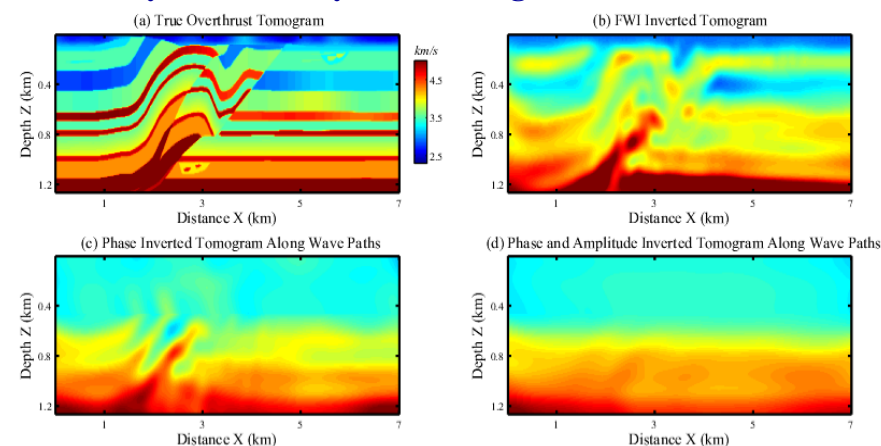 (a) True Overthrust Tomogram
(b) FWI Inverted Tomogram
km/s
4.5
3.5
2.5
Depth Z (km)
0.4
0.8
1.2
1 3 5 7
Distance X (km)
Depth Z (km)
0.4
0.8
1.2
1 3 5 7
Distance X (km)
(c) Phase Inverted Tomogram Along Wave Paths
(d) Phase and Amplitude Inverted Tomogram Along Wave Paths
Depth Z (km)
0.4
0.8
1.2
1 3 5 7
Distance X (km)
Depth Z (km)
0.4
0.8
1.2
1 3 5 7
Distance X (km)